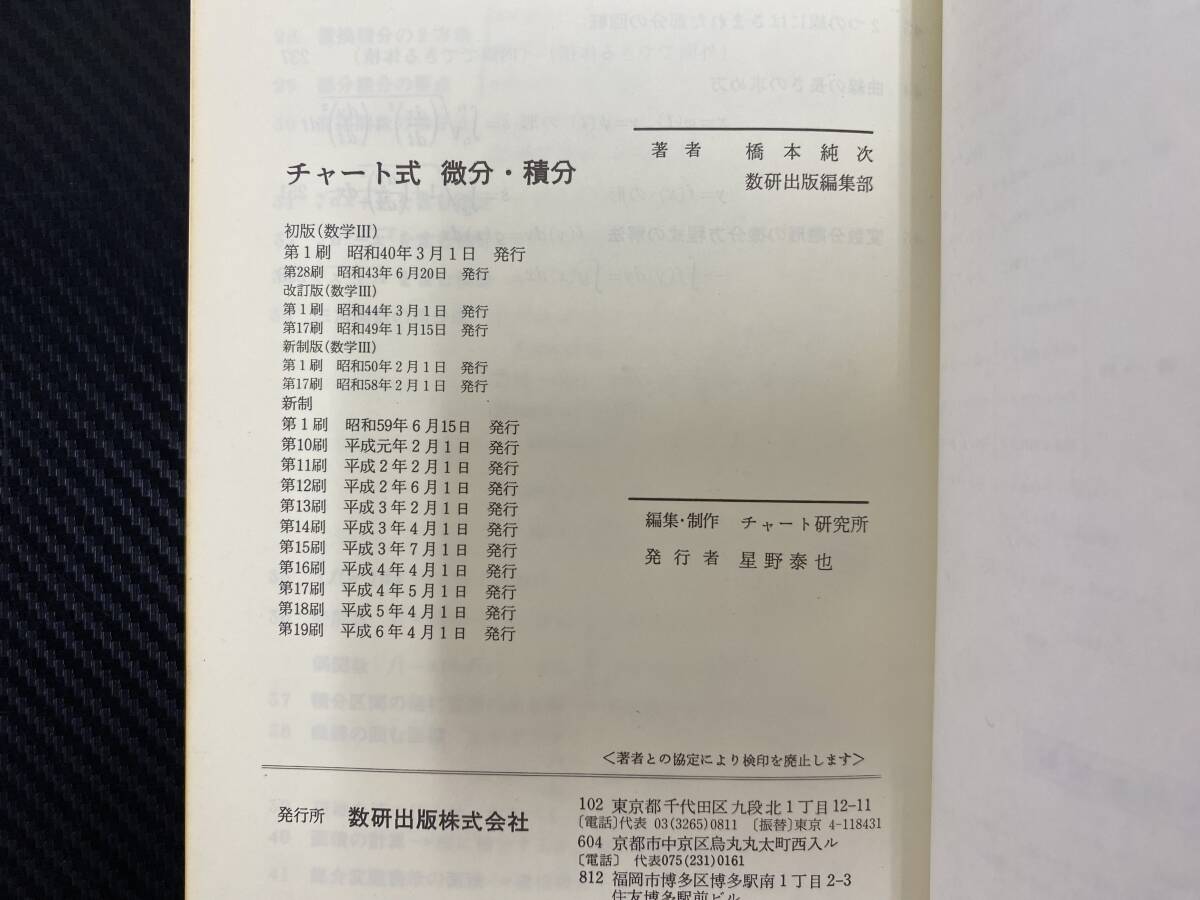 チャート式 微分・積分
初版(数学III)
第1刷 昭和40年3月1日 発行
第28刷 昭和43年6月20日 発行
改訂版(数学III)
第1刷 昭和44年3月1日 発行
第17刷 昭和49年1月15日 発行
新制版(数学III)
第1刷 昭和50年2月1日 発行
第17刷 昭和58年2月1日 発行
新制
第1刷 昭和59年6月15日 発行
第10刷 平成元年2月1日 発行
第11刷 平成2年2月1日 発行
第12刷 平成2年6月1日 発行
第13刷 平成3年2月1日 発行
第14刷 平成3年4月1日 発行
第15刷 平成3年7月1日 発行
第16刷 平成4年4月1日 発行
第17刷 平成4年5月1日 発行
第18刷 平成5年4月1日 発行
第19刷 平成6年4月1日 発行
著者 橋本純次
数研出版編集部
編集・制作 チャート研究所
発行者 星野泰也
<著者との協定により検印を廃止します>
発行所 数研出版株式会社
102 東京都千代田区九段北1丁目12-11
〔電話〕代表 03(3265)0811 〔振替〕東京 4-118431
604 京都市中京区烏丸丸太町西入ル
〔電話〕 代表075(231)0161
812 福岡市博多区博多駅南1丁目2-3
住友博多駅前ビル